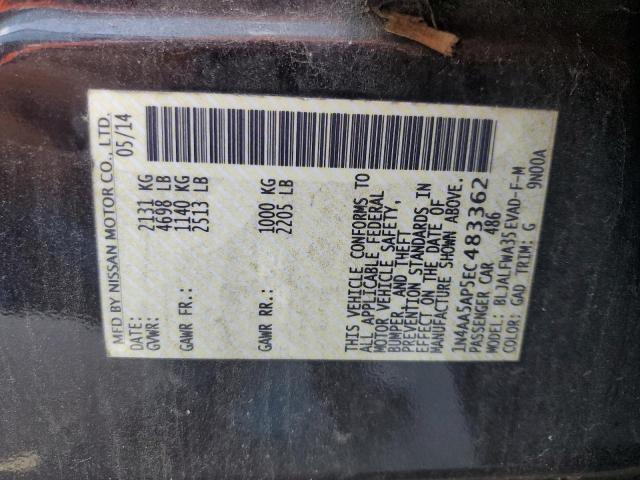 MFD BY NISSAN MOTOR CO., LTD.
DATE: 05/14
GVWR: 2131 KG
4698 LB
GAWR FR: 1140 KG
2513 LB
GAWR RR: 1000 KG
2205 LB
THIS VEHICLE CONFORMS TO
ALL APPLICABLE FEDERAL
MOTOR VEHICLE SAFETY,
BUMPER, AND THEFT
PREVENTION STANDARDS IN
EFFECT ON THE DATE OF
MANUFACTURE SHOWN ABOVE.
1N4AA5AP5EC483362
PASSENGER CAR 486
MODEL: BLJALFWA35EVAD-F-M
COLOR: GAD TRIM: G 9N00A